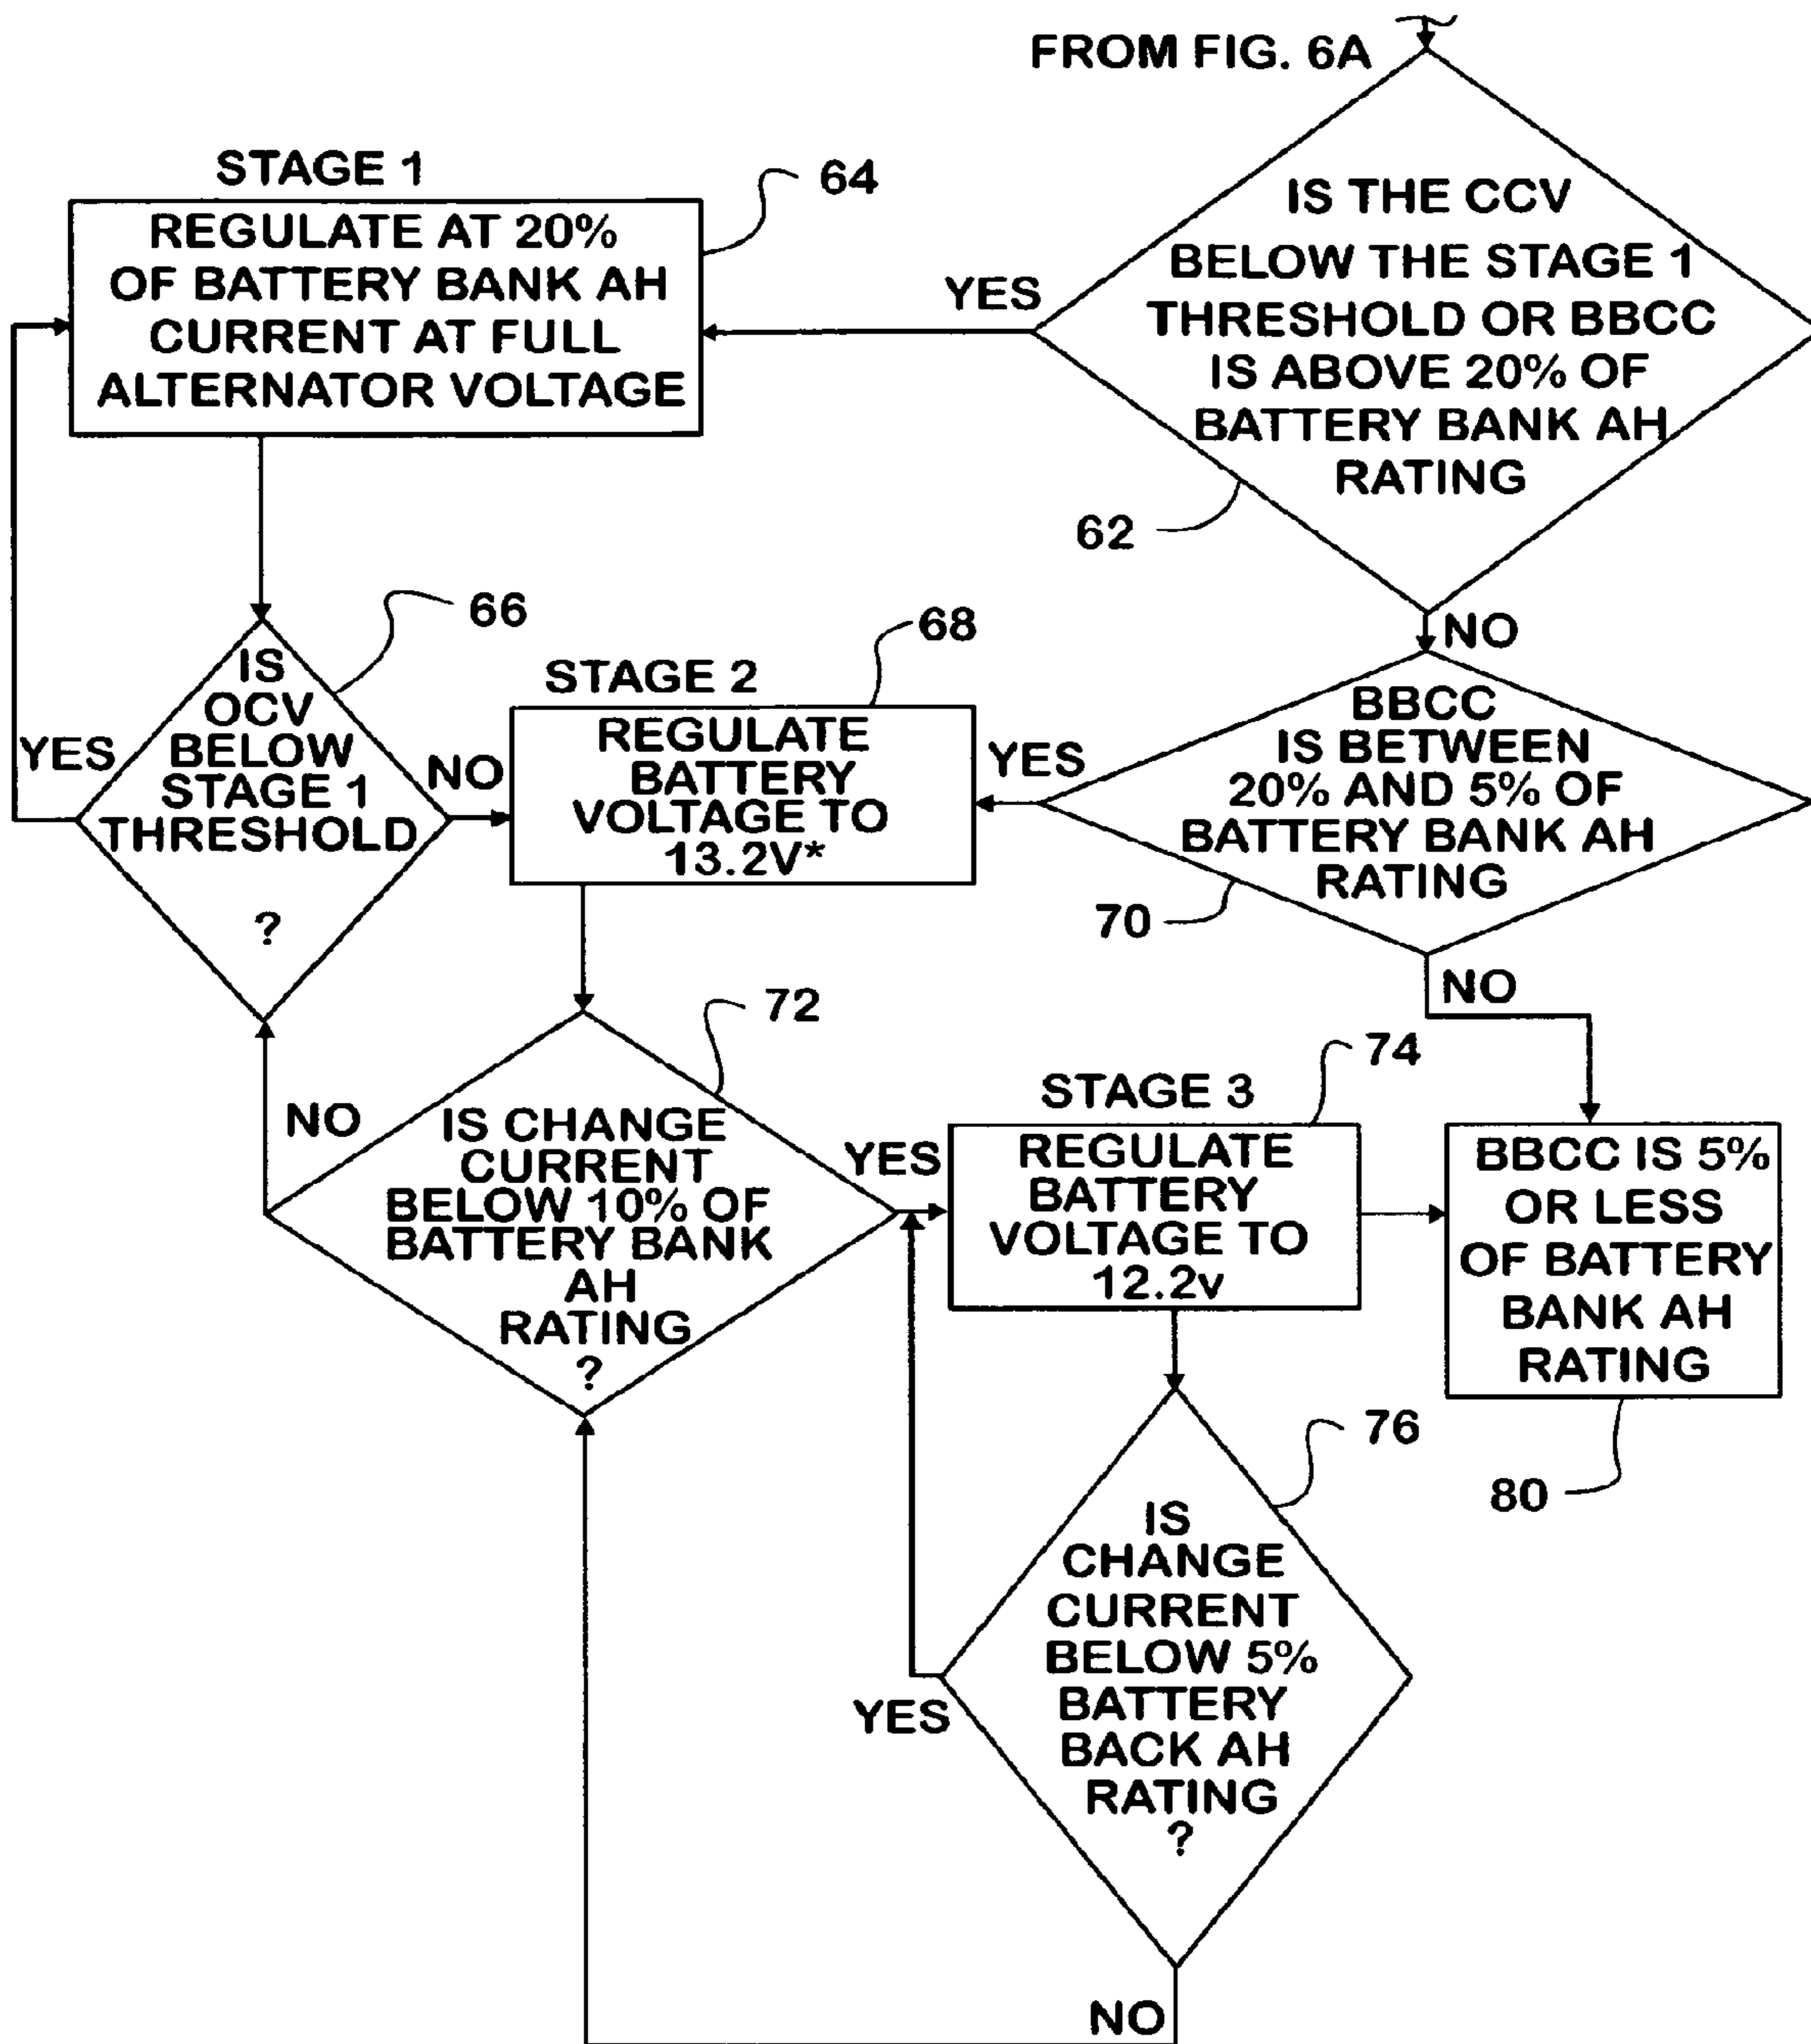 FROM FIG. 6A
IS THE CCV
BELOW THE STAGE 1
THRESHOLD OR BBCC
IS ABOVE 20% OF
BATTERY BANK AH
RATING
62
YES
NO
STAGE 1
64
REGULATE AT 20%
OF BATTERY BANK AH
CURRENT AT FULL
ALTERNATOR VOLTAGE
66
IS
OCV
BELOW
STAGE 1
THRESHOLD
?
YES
NO
STAGE 2
68
REGULATE
BATTERY
VOLTAGE TO
13.2V*
YES
BBCC
IS BETWEEN
20% AND 5% OF
BATTERY BANK AH
RATING
70
NO
72
IS CHANGE
CURRENT
BELOW 10% OF
BATTERY BANK
AH
RATING
?
NO
YES
STAGE 3
74
REGULATE
BATTERY
VOLTAGE TO
12.2v
BBCC IS 5%
OR LESS
OF BATTERY
BANK AH
RATING
80
76
IS
CHANGE
CURRENT
BELOW 5%
BATTERY
BACK AH
RATING
?
YES
NO